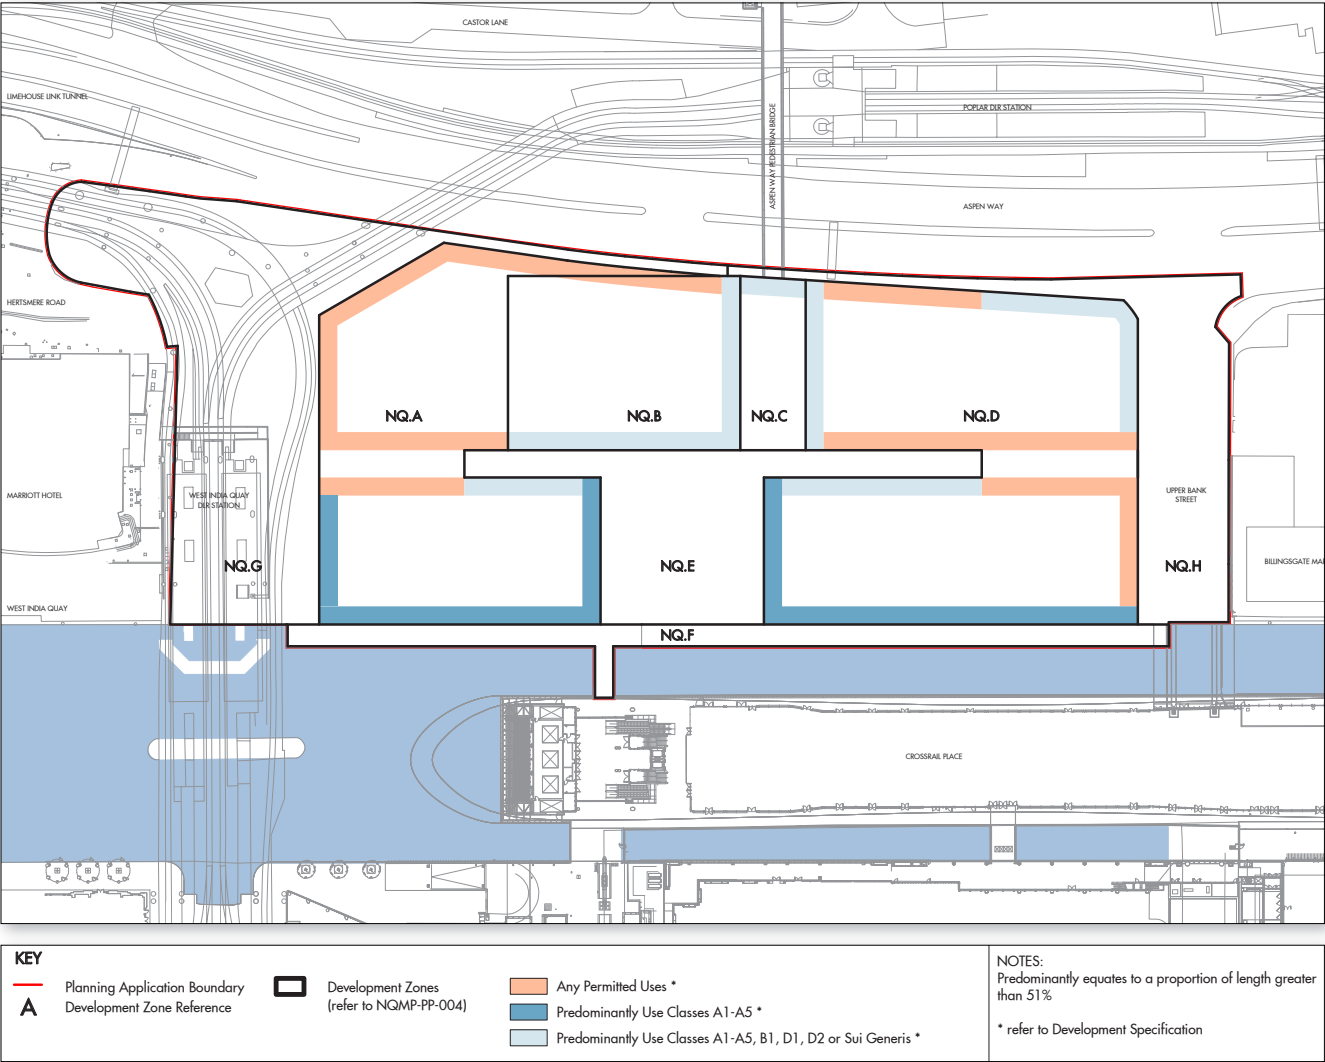 CASTOR LANE
LIMEHOUSE LINK TUNNEL
POPLAR DLR STATION
ASPEN WAY PEDESTRIAN BRIDGE
ASPEN WAY
HERTSMERE ROAD
NQ.A
NQ.B
NQ.C
NQ.D
MARRIOTT HOTEL
WEST INDIA QUAY
DLR STATION
UPPER BANK
STREET
NQ.G
NQ.E
NQ.H
BILLINGSGATE MAR
WEST INDIA QUAY
NQ.F
CROSSRAIL PLACE
KEY
Planning Application Boundary
A Development Zone Reference
Development Zones
(refer to NQMP-PP-004)
Any Permitted Uses *
Predominantly Use Classes A1-A5 *
Predominantly Use Classes A1-A5, B1, D1, D2 or Sui Generis *
NOTES:
Predominantly equates to a proportion of length greater
than 51%
* refer to Development Specification